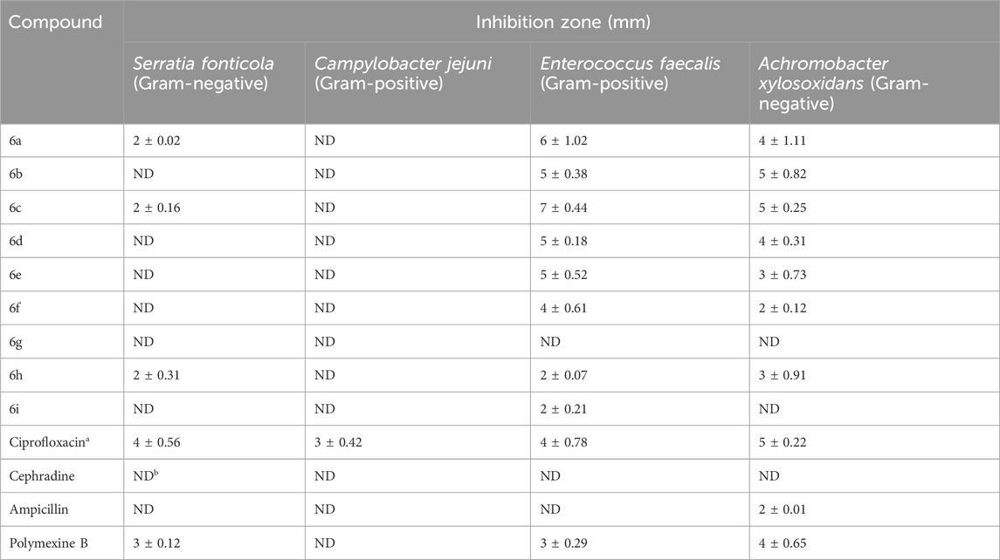 Compound Inhibition zone (mm)
Serratia fonticola (Gram-negative) Campylobacter jejuni (Gram-positive) Enterococcus faecalis (Gram-positive) Achromobacter xylosoxidans (Gram-negative)
6a 2 ± 0.02 ND 6 ± 1.02 4 ± 1.11
6b ND ND 5 ± 0.38 5 ± 0.82
6c 2 ± 0.16 ND 7 ± 0.44 5 ± 0.25
6d ND ND 5 ± 0.18 4 ± 0.31
6e ND ND 5 ± 0.52 3 ± 0.73
6f ND ND 4 ± 0.61 2 ± 0.12
6g ND ND ND ND
6h 2 ± 0.31 ND 2 ± 0.07 3 ± 0.91
6i ND ND 2 ± 0.21 ND
Ciprofloxacinᵃ 4 ± 0.56 3 ± 0.42 4 ± 0.78 5 ± 0.22
Cephradine NDᵇ ND ND ND
Ampicillin ND ND ND 2 ± 0.01
Polymexine B 3 ± 0.12 ND 3 ± 0.29 4 ± 0.65